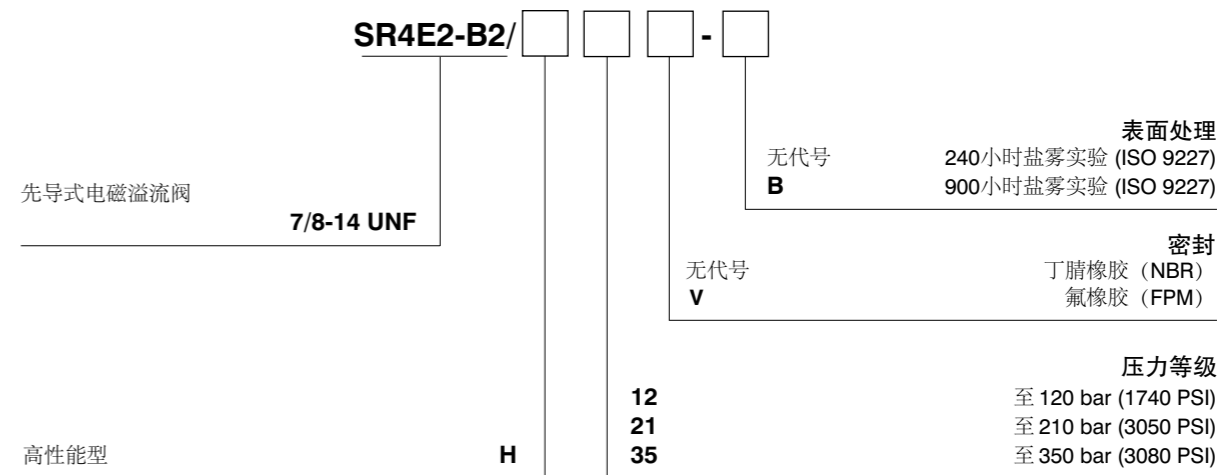 SR4E2-B2/ -
表面处理
无代号 240小时盐雾实验 (ISO 9227)
B 900小时盐雾实验 (ISO 9227)
先导式电磁溢流阀
7/8-14 UNF
密封
无代号 丁腈橡胶（NBR）
V 氟橡胶（FPM）
压力等级
12 至 120 bar (1740 PSI)
21 至 210 bar (3050 PSI)
高性能型 H 35 至 350 bar (3080 PSI)